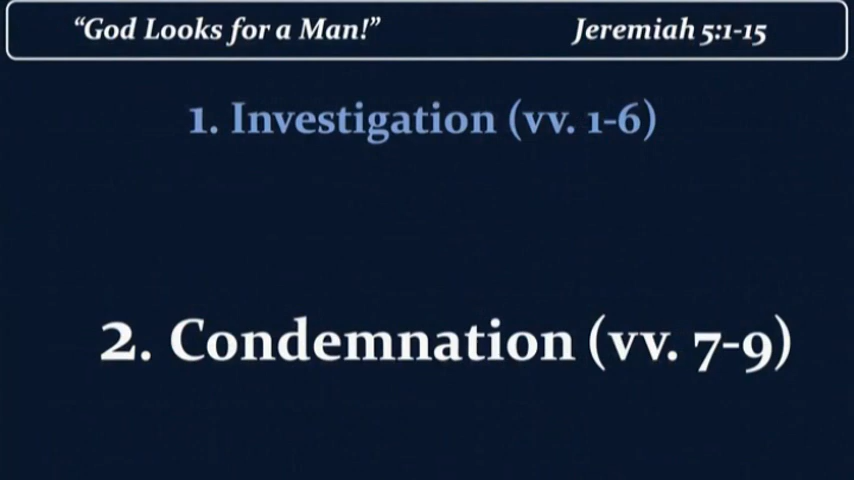 “God Looks for a Man!” Jeremiah 5:1-15
1. Investigation (vv. 1-6)
2. Condemnation (vv. 7-9)